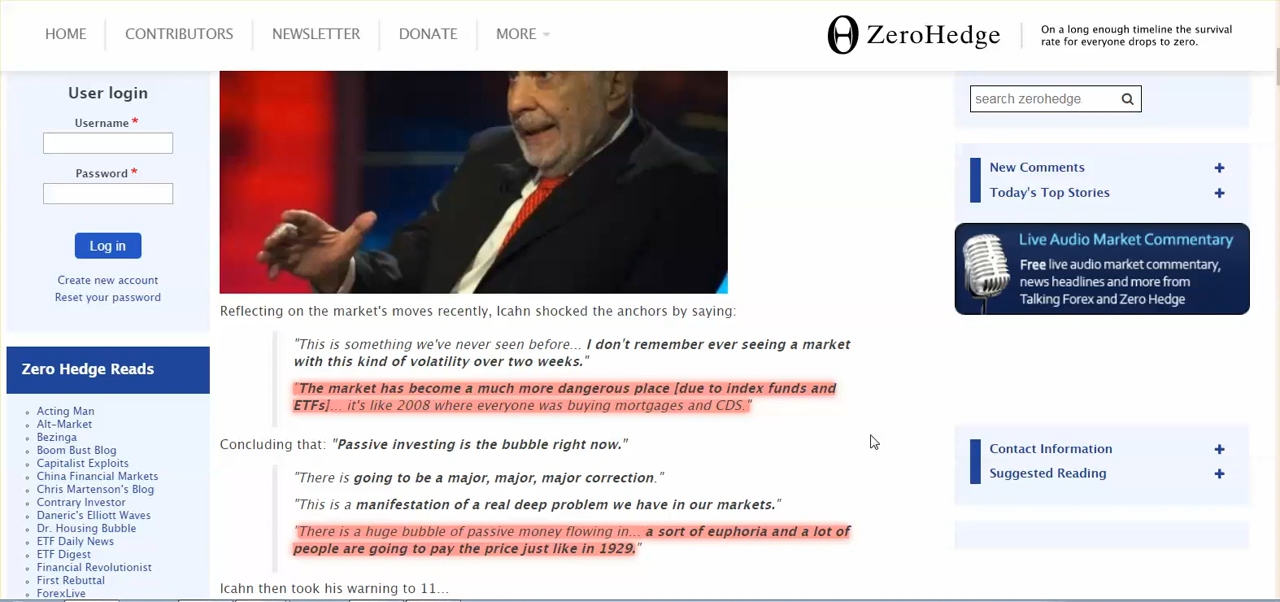 HOME
CONTRIBUTORS
NEWSLETTER
DONATE
MORE
ZeroHedge
On a long enough timeline the survival
rate for everyone drops to zero.
User login
Username *
Password *
Log in
Create new account
Reset your password
Zero Hedge Reads
Acting Man
Alt-Market
Bezinga
Boom Bust Blog
Capitalist Exploits
China Financial Markets
Chris Martenson's Blog
Contrary Investor
Daneric's Elliott Waves
Dr. Housing Bubble
ETF Daily News
ETF Digest
Financial Revolutionist
First Rebuttal
ForexLive
Reflecting on the market's moves recently, Icahn shocked the anchors by saying:
"This is something we've never seen before... I don't remember ever seeing a market
with this kind of volatility over two weeks."
"The market has become a much more dangerous place [due to index funds and
ETFs]... it's like 2008 where everyone was buying mortgages and CDS."
Concluding that: "Passive investing is the bubble right now."
"There is going to be a major, major, major correction."
"This is a manifestation of a real deep problem we have in our markets."
"There is a huge bubble of passive money flowing in... a sort of euphoria and a lot of
people are going to pay the price just like in 1929."
Icahn then took his warning to 11...
search zerohedge
New Comments +
Today's Top Stories +
Live Audio Market Commentary
Free live audio market commentary,
news headlines and more from
Talking Forex and Zero Hedge
Contact Information +
Suggested Reading +